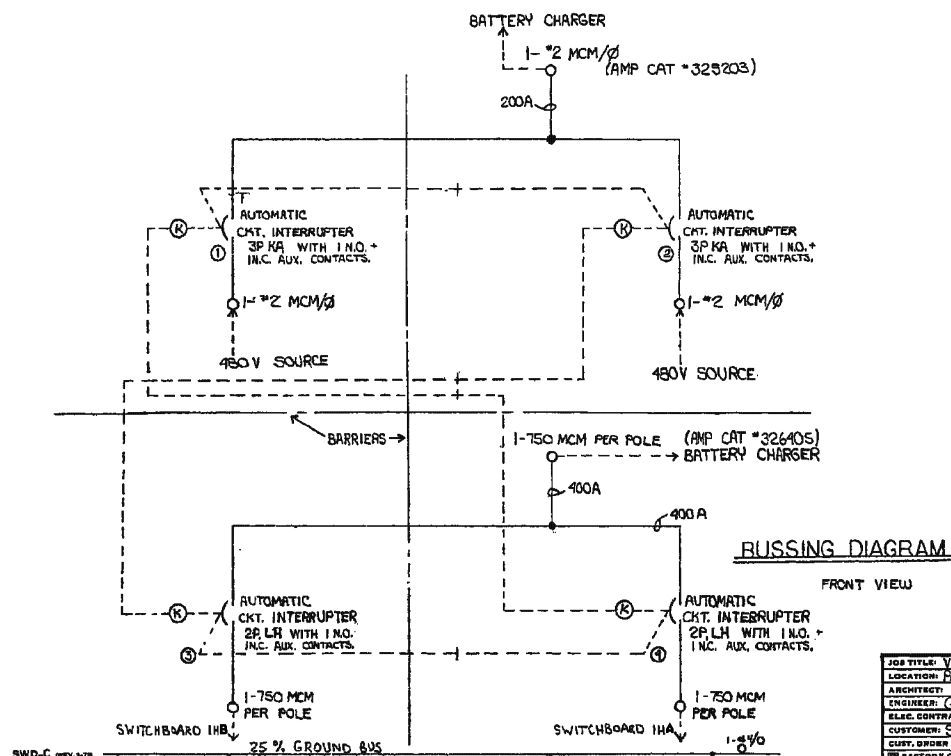 BATTERY CHARGER
1-#2 MCM/Ø
(AMP CAT #325203)
200A
T
K
AUTOMATIC
CKT. INTERRUPTER
3P KA WITH 1 N.O. +
1N.C. AUX. CONTACTS.
1
K
AUTOMATIC
CKT. INTERRUPTER
3P KA WITH 1 N.O. +
1N.C. AUX. CONTACTS.
2
1-#2 MCM/Ø
1-#2 MCM/Ø
480V SOURCE
480V SOURCE
BARRIERS
1-750 MCM PER POLE
(AMP CAT #326405)
BATTERY CHARGER
400A
400A
BUSSING DIAGRAM
FRONT VIEW
K
AUTOMATIC
CKT. INTERRUPTER
2P, LH WITH 1 N.O.
1N.C. AUX. CONTACTS.
3
K
AUTOMATIC
CKT. INTERRUPTER
2P, LH WITH 1 N.O. +
1 N.C. AUX. CONTACTS.
4
1-750 MCM
PER POLE
1-750 MCM
PER POLE
SWITCHBOARD 1HB
SWITCHBOARD 1HA
25 % GROUND BUS
1-#4/0
SWD-C
JOB TITLE:
LOCATION:
ARCHITECT:
ENGINEER:
ELEC. CONTRA
CUSTOMER:
CUST. ORDER